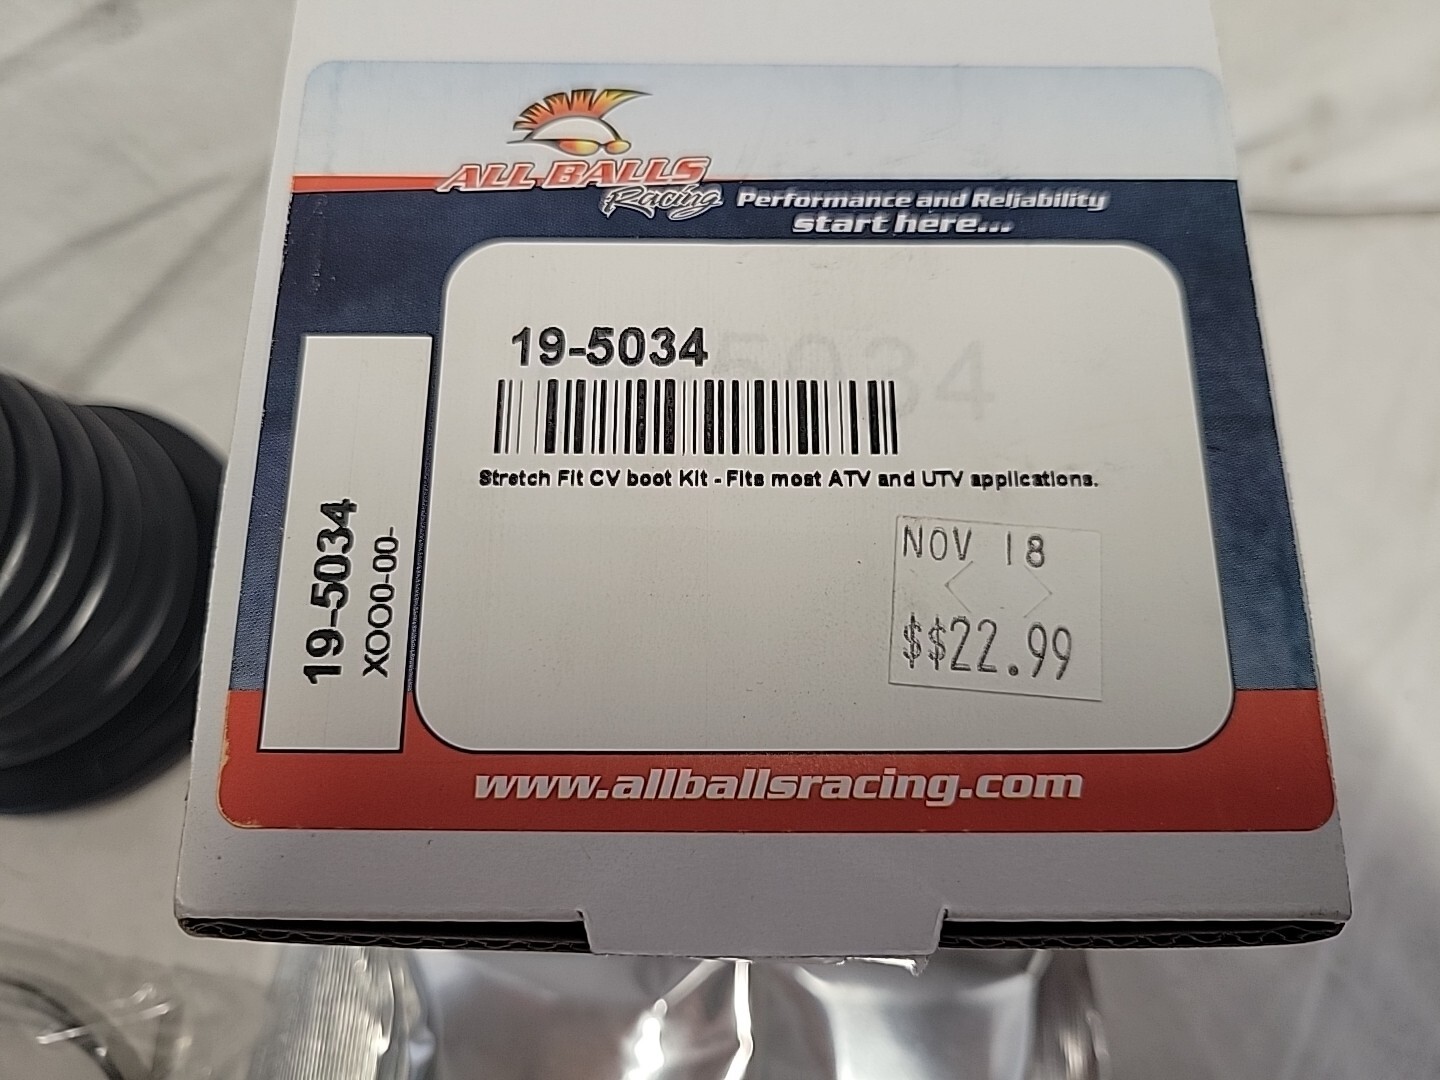 ALL BALLS
Racing
Performance and Reliability
start here...
19-5034
5034
Stretch Fit CV boot Kit - Fits most ATV and UTV applications.
19-5034
XOO0-00-
NOV 18
$$22.99
www.allballsracing.com